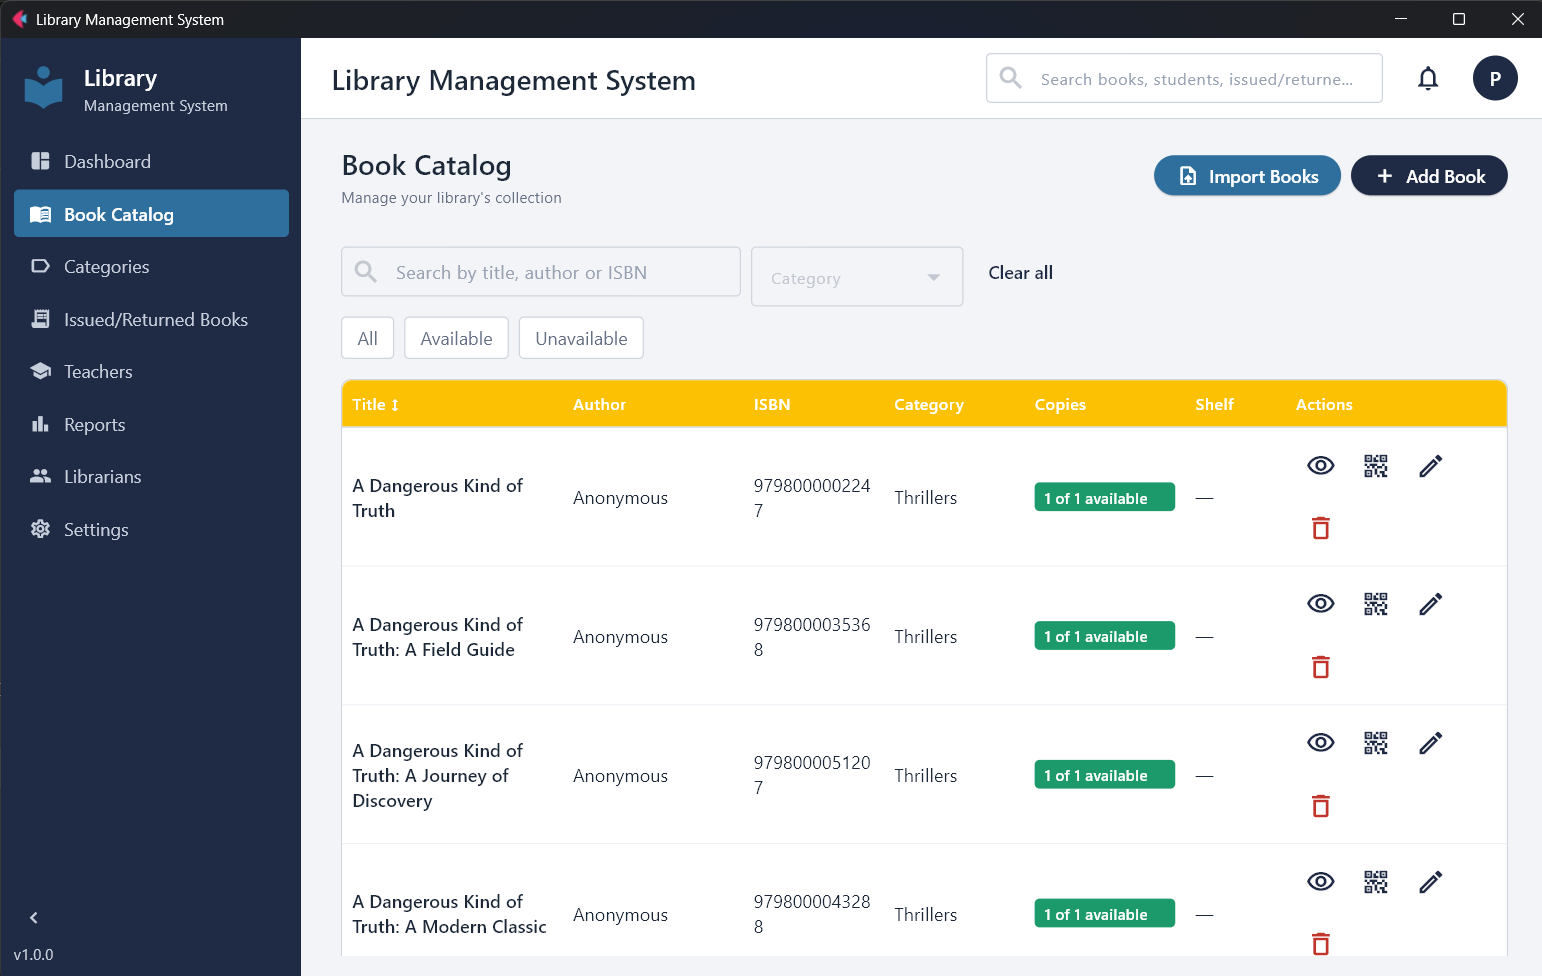 Library Management System
Library
Management System
Dashboard
Book Catalog
Categories
Issued/Returned Books
Teachers
Reports
Librarians
Settings
v1.0.0
Library Management System
Search books, students, issued/returne...
P
Book Catalog
Manage your library's collection
Import Books
Add Book
Search by title, author or ISBN
Category
Clear all
All
Available
Unavailable
Title
Author
ISBN
Category
Copies
Shelf
Actions
A Dangerous Kind of
Truth
Anonymous
979800000224
7
Thrillers
1 of 1 available
—
A Dangerous Kind of
Truth: A Field Guide
Anonymous
979800003536
8
Thrillers
1 of 1 available
—
A Dangerous Kind of
Truth: A Journey of
Discovery
Anonymous
979800005120
7
Thrillers
1 of 1 available
—
A Dangerous Kind of
Truth: A Modern Classic
Anonymous
979800004328
8
Thrillers
1 of 1 available
—